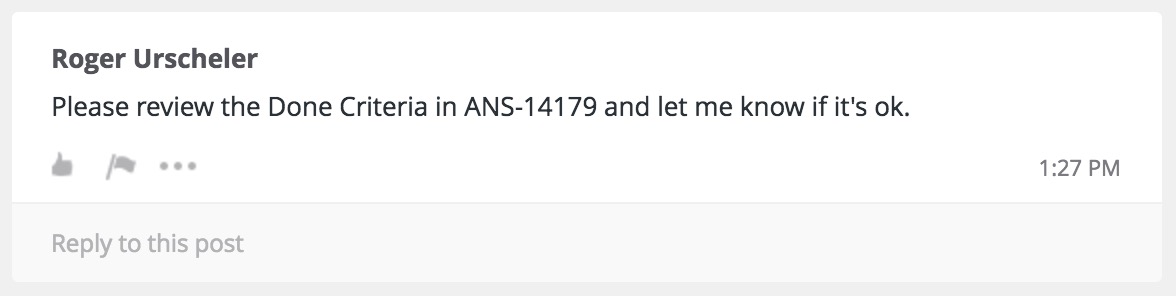 Roger Urscheler
Please review the Done Criteria in ANS-14179 and let me know if it's ok.
1:27 PM
Reply to this post